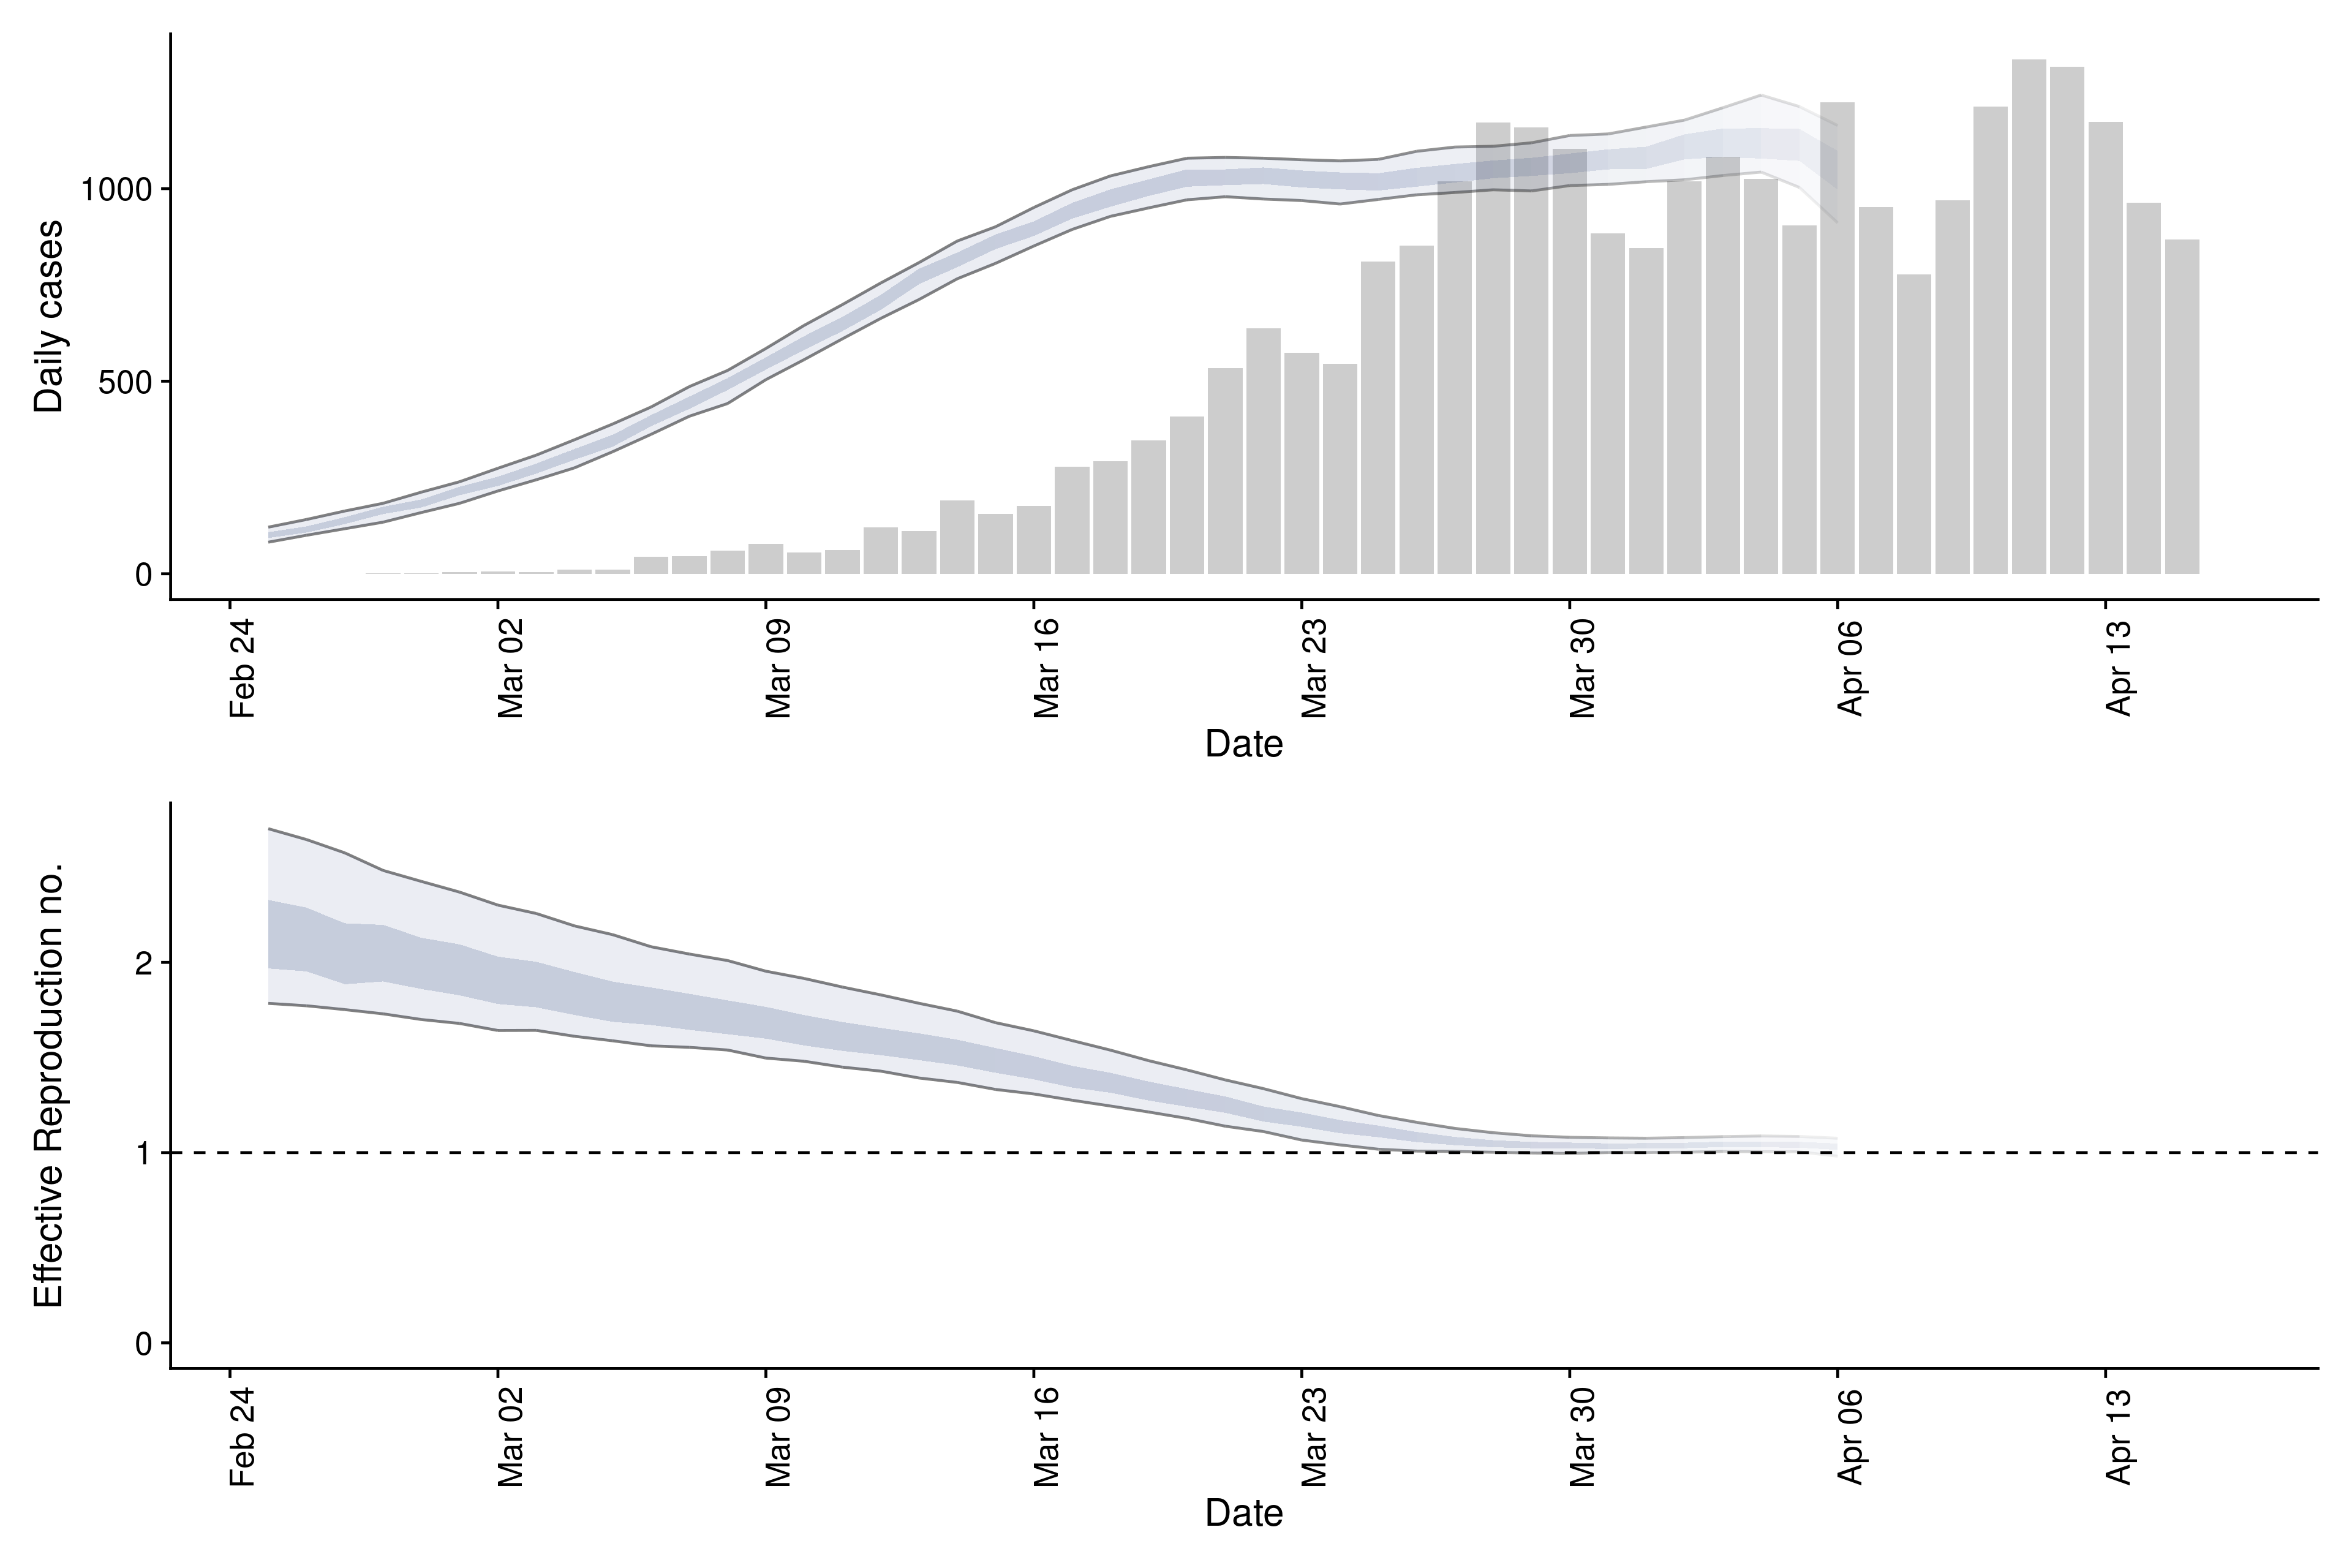 Daily cases
1000
500
0
Feb 24
Mar 02
Mar 09
Mar 16
Mar 23
Mar 30
Apr 06
Apr 13
Date
Effective Reproduction no.
2
1
0
Feb 24
Mar 02
Mar 09
Mar 16
Mar 23
Mar 30
Apr 06
Apr 13
Date